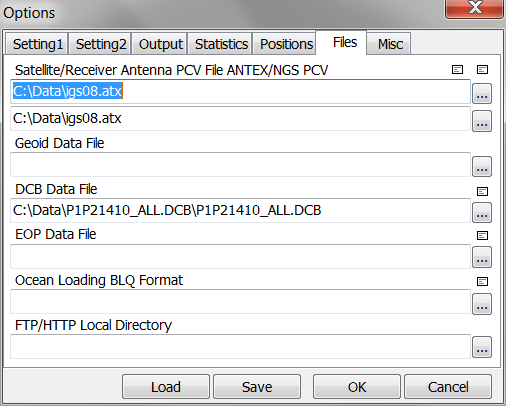 Options
Setting1 Setting2 Output Statistics Positions Files Misc
Satellite/Receiver Antenna PCV File ANTEX/NGS PCV
C:\Data\igs08.atx
...
C:\Data\igs08.atx
...
Geoid Data File
...
DCB Data File
C:\Data\P1P21410_ALL.DCB\P1P21410_ALL.DCB
...
EOP Data File
...
Ocean Loading BLQ Format
...
FTP/HTTP Local Directory
...
Load Save OK Cancel